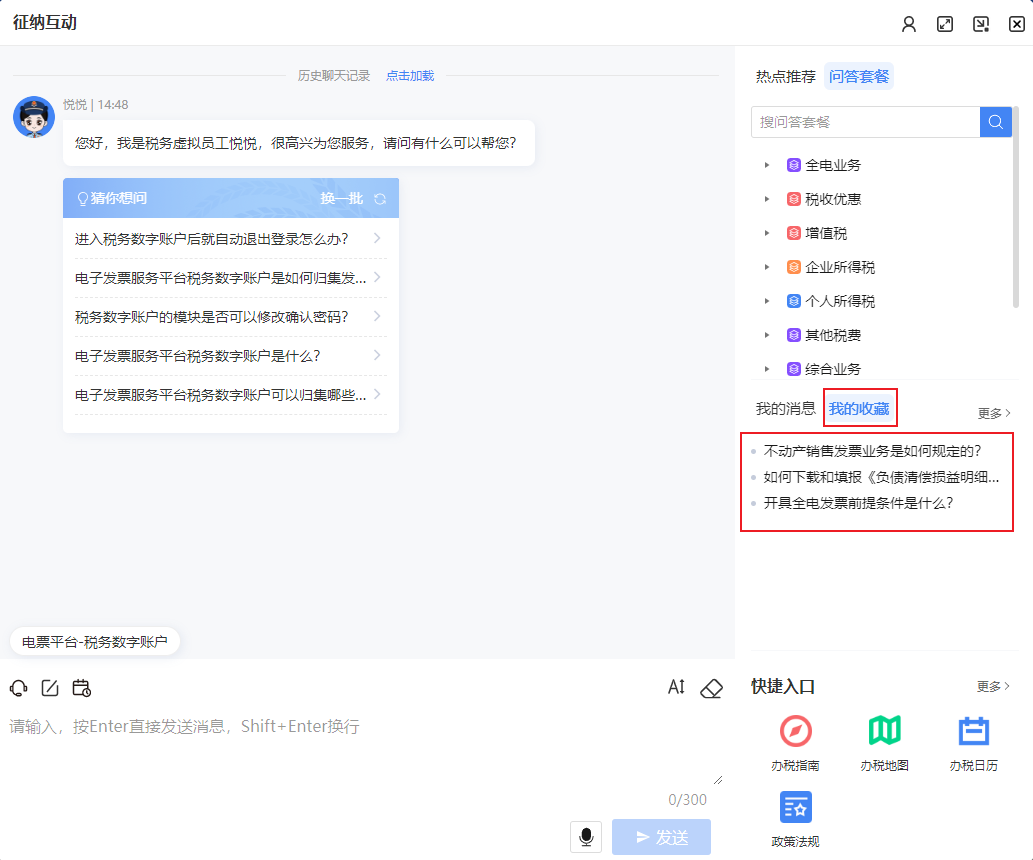 征纳互动
历史聊天记录 点击加载
悦悦 | 14:48
您好，我是税务虚拟员工悦悦，很高兴为您服务，请问有什么可以帮您？
猜你想问 换一批
进入税务数字账户后就自动退出登录怎么办？
电子发票服务平台税务数字账户是如何归集发...
税务数字账户的模块是否可以修改确认密码？
电子发票服务平台税务数字账户是什么？
电子发票服务平台税务数字账户可以归集哪些...
电票平台-税务数字账户
请输入，按Enter直接发送消息，Shift+Enter换行
0/300
发送
热点推荐 问答套餐
搜问答套餐
全电业务
税收优惠
增值税
企业所得税
个人所得税
其他税费
综合业务
我的消息 我的收藏 更多
不动产销售发票业务是如何规定的？
如何下载和填报《负债清偿损益明细...
开具全电发票前提条件是什么？
快捷入口 更多
办税指南 办税地图 办税日历
政策法规